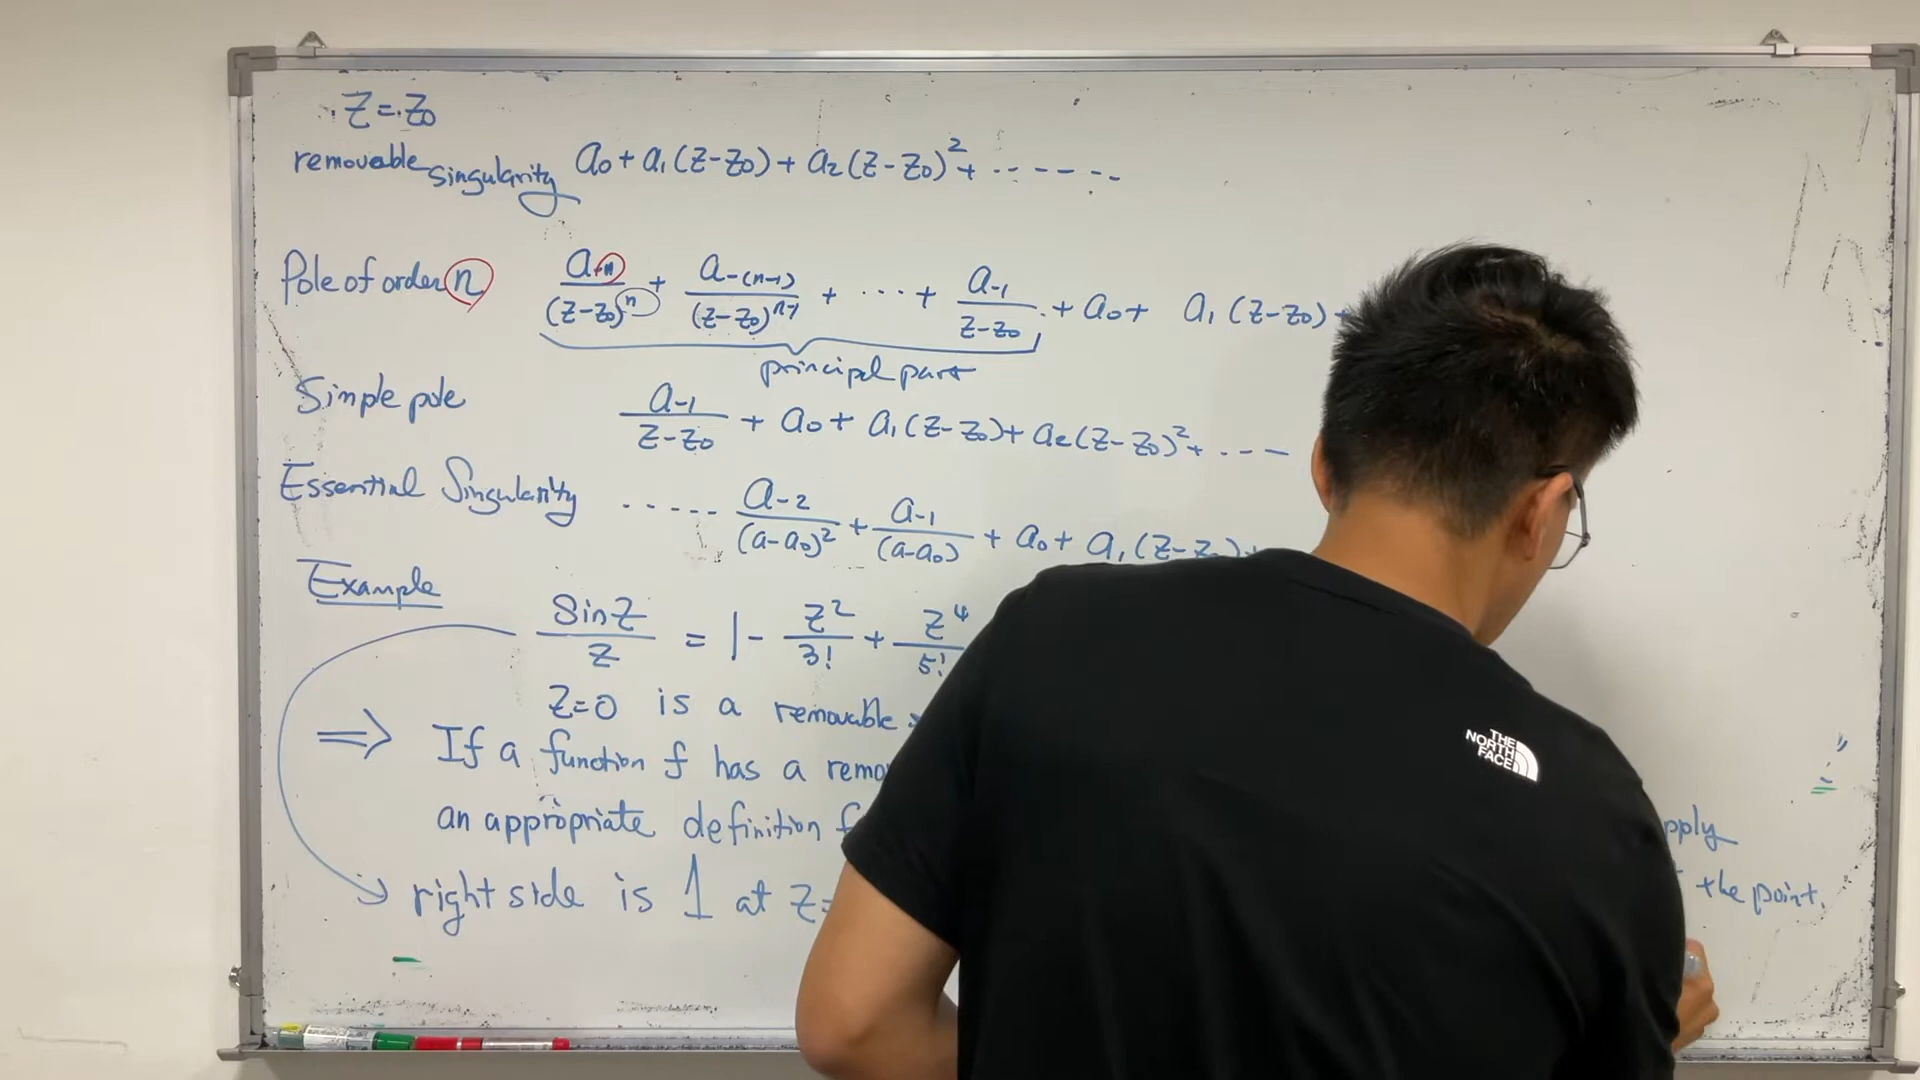 z = z₀
removable singularity a₀ + a₁(z-z₀) + a₂(z-z₀)² + ------
Pole of order n a₋ₙ/(z-z₀)ⁿ + a₋₍ₙ₋₁₎/(z-z₀)ⁿ⁻¹ + ... + a₋₁/z-z₀ + a₀ + a₁(z-z₀) +
principal part
Simple pole a₋₁/z-z₀ + a₀ + a₁(z-z₀) + a₂(z-z₀)² + ----
Essential Singularity ----- a₋₂/(a-a₀)² + a₋₁/(a-a₀) + a₀ + a₁(z-z
Example
Sin z/z = 1 - z²/3! + z⁴/5!
z=0 is a removable
⇒ If a function f has a remo
an appropriate definition f pply
the point.
right side is 1 at z=
THE
NORTH
FACE